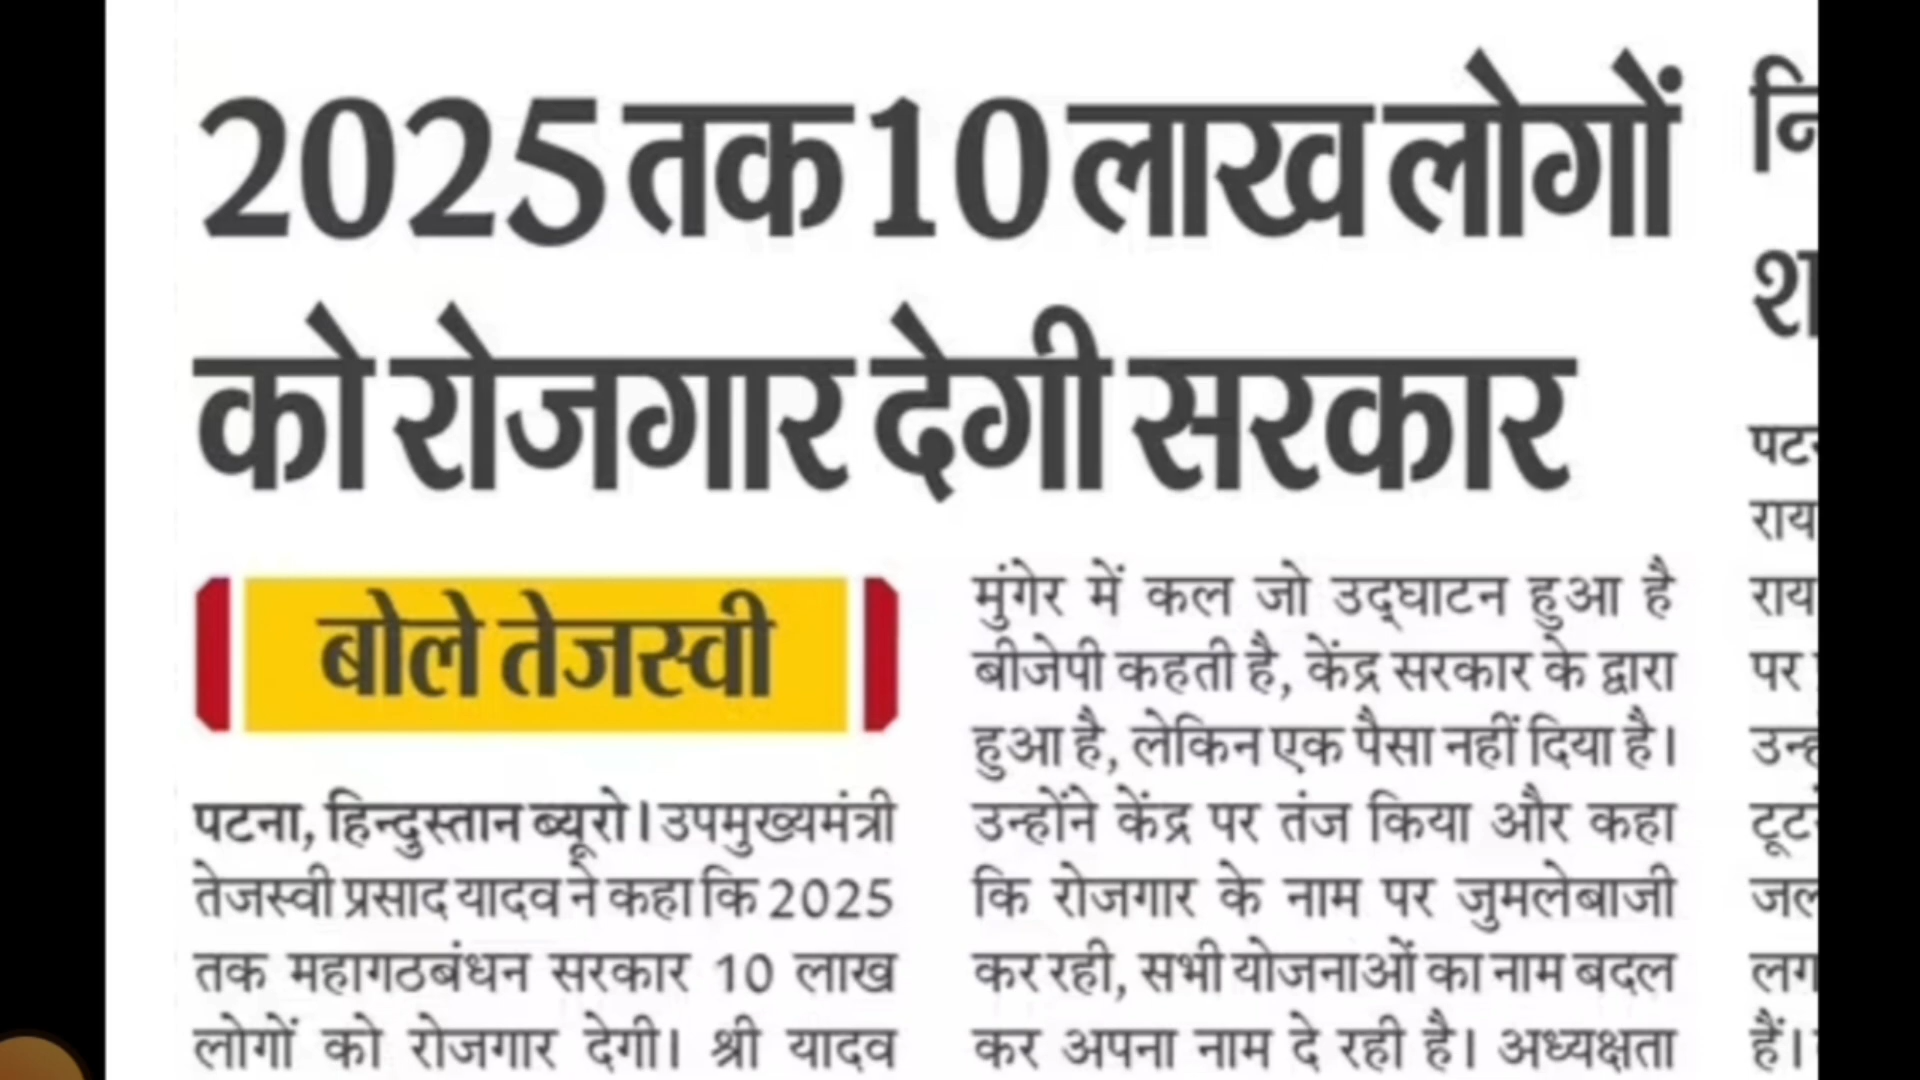 2025 तक 10 लाख लोगों
को रोजगार देगी सरकार
बोले तेजस्वी
पटना, हिन्दुस्तान ब्यूरो। उपमुख्यमंत्री
तेजस्वी प्रसाद यादव ने कहा कि 2025
तक महागठबंधन सरकार 10 लाख
लोगों को रोजगार देगी। श्री यादव
मुंगेर में कल जो उद्घाटन हुआ है
बीजेपी कहती है, केंद्र सरकार के द्वारा
हुआ है, लेकिन एक पैसा नहीं दिया है।
उन्होंने केंद्र पर तंज किया और कहा
कि रोजगार के नाम पर जुमलेबाजी
कर रही, सभी योजनाओं का नाम बदल
कर अपना नाम दे रही है। अध्यक्षता
राय
राय
पर
हैं।